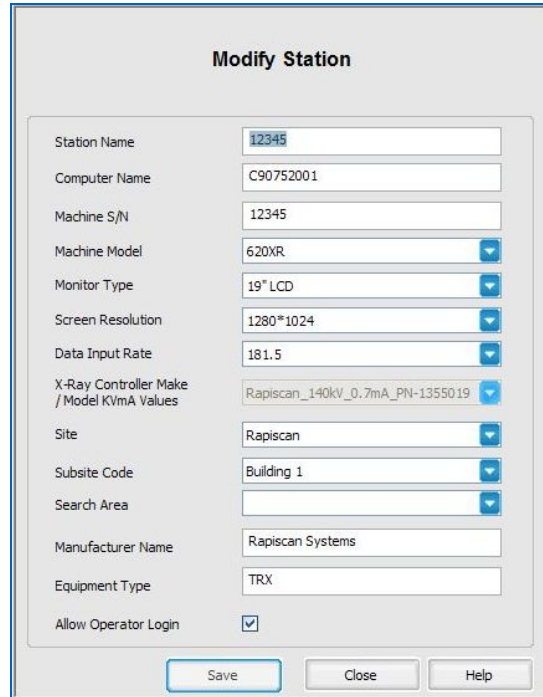 Modify Station
Station Name 12345
Computer Name C90752001
Machine S/N 12345
Machine Model 620XR
Monitor Type 19" LCD
Screen Resolution 1280*1024
Data Input Rate 181.5
X-Ray Controller Make
/ Model KVmA Values Rapiscan_140kV_0.7mA_PN-1355019
Site Rapiscan
Subsite Code Building 1
Search Area
Manufacturer Name Rapiscan Systems
Equipment Type TRX
Allow Operator Login
Save Close Help